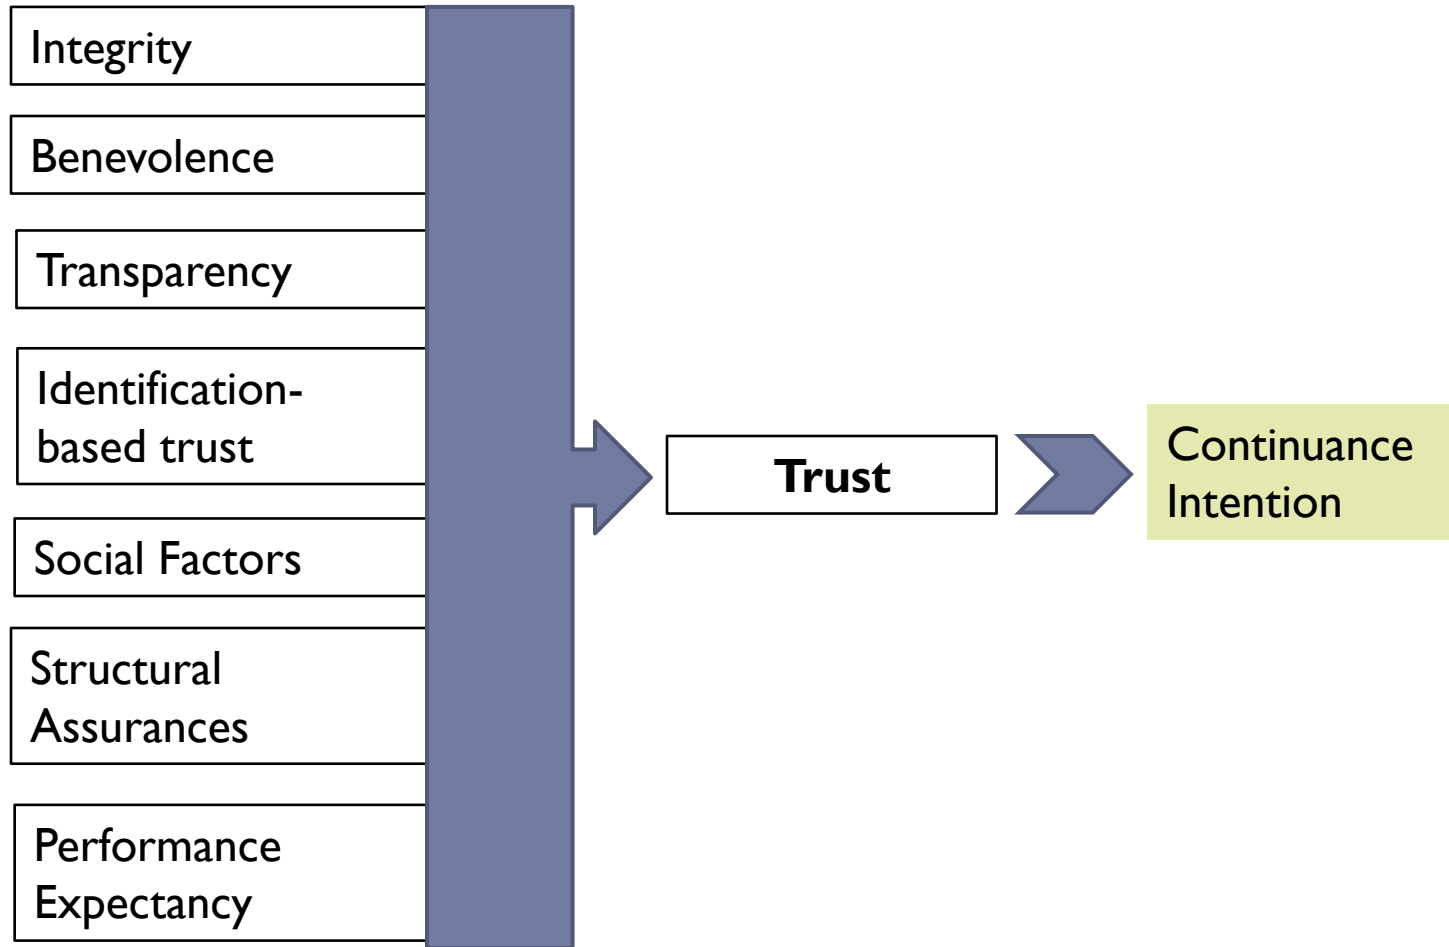 Integrity
Benevolence
Transparency
Identification-
based trust
Social Factors
Structural
Assurances
Performance
Expectancy
Trust
Continuance
Intention